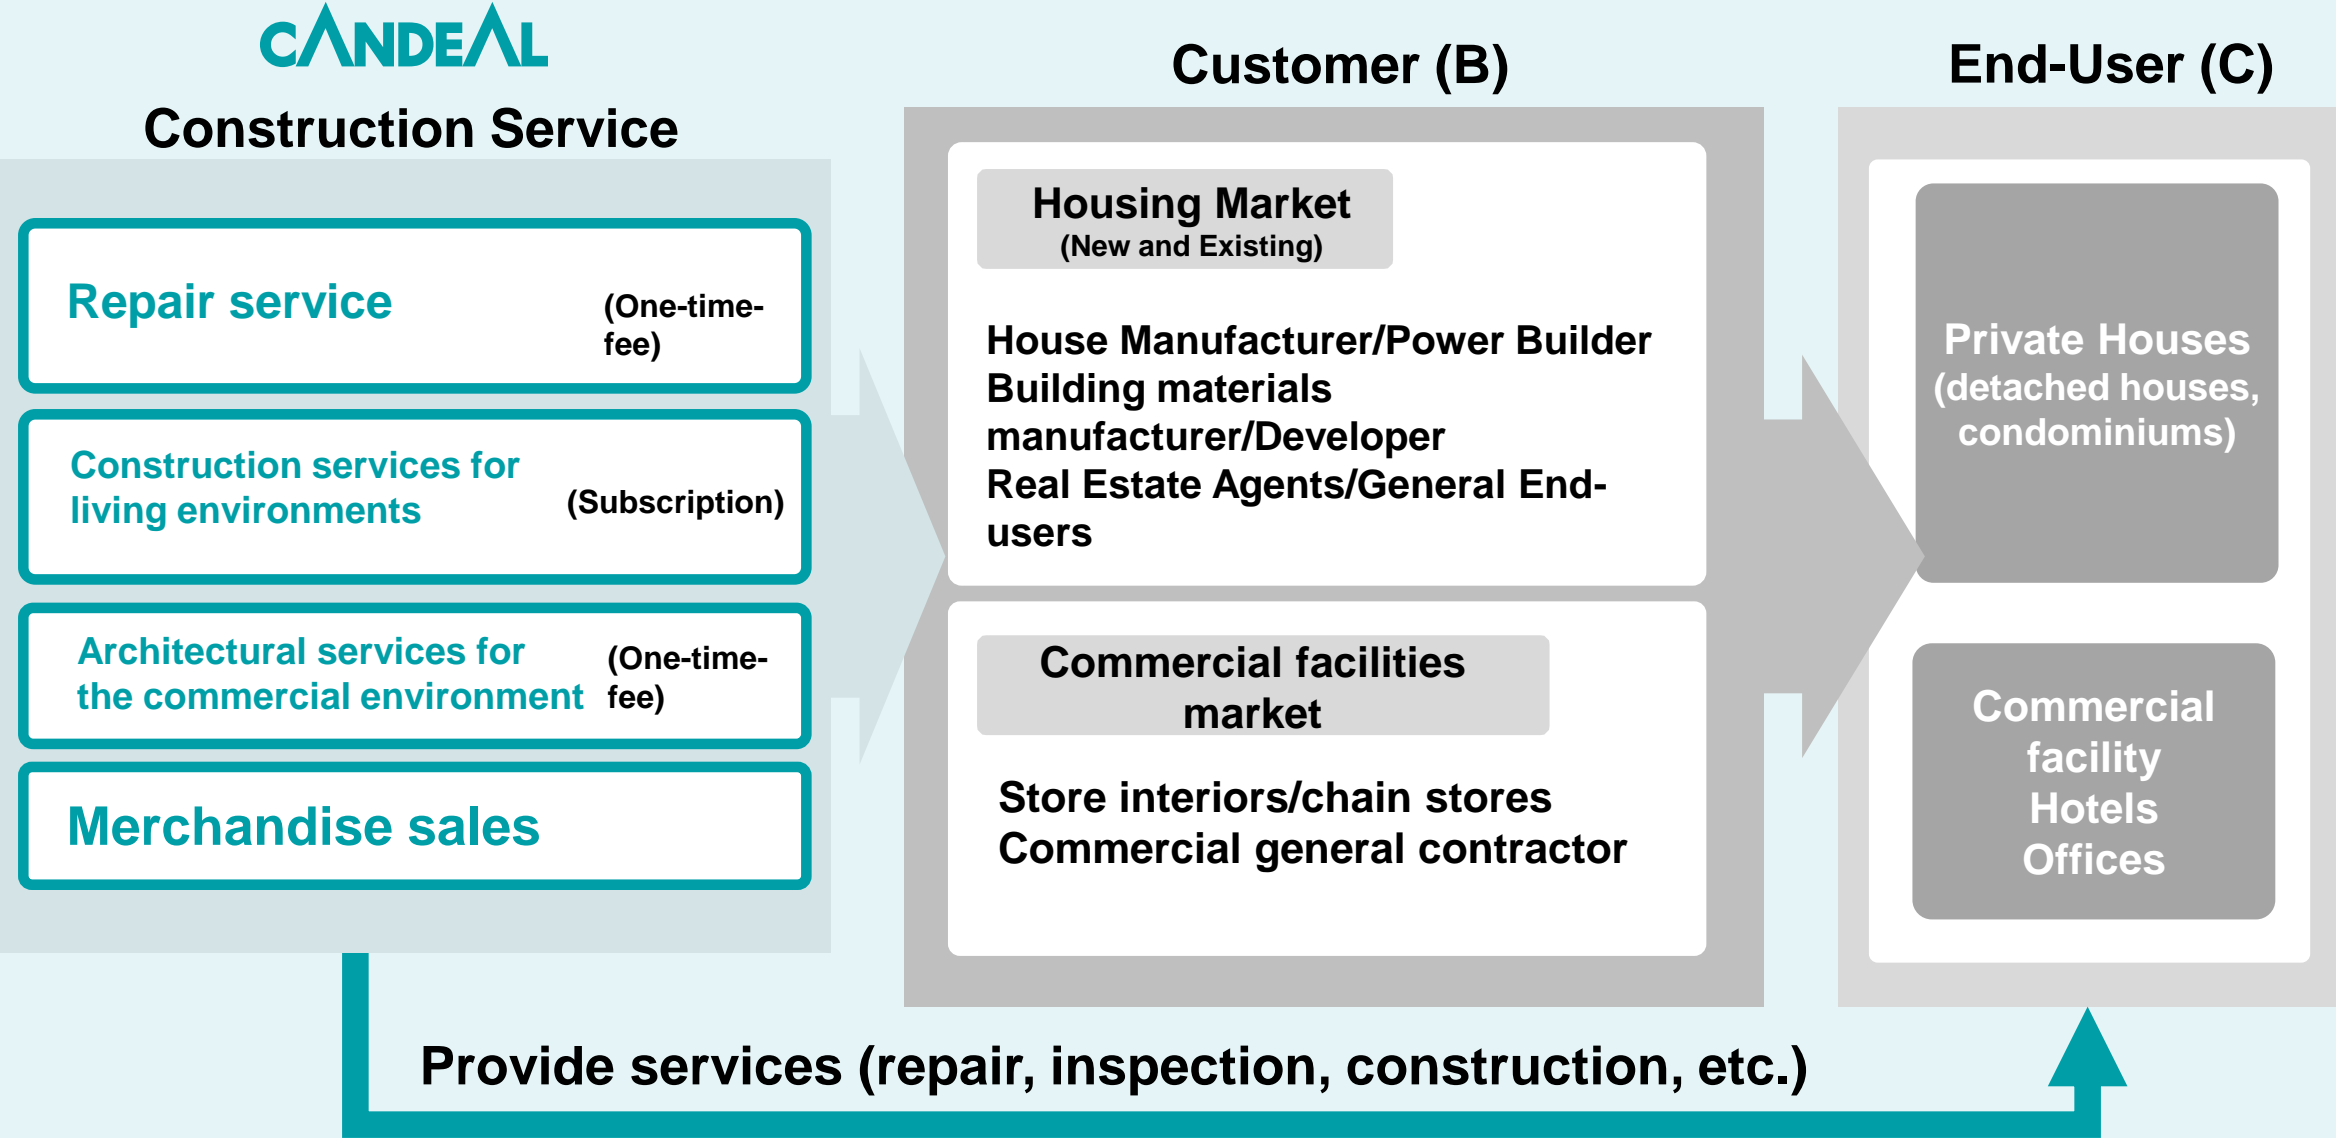 CANDEAL
Construction Service
Repair service
(One-time-
fee)
Construction services for
living environments
(Subscription)
Architectural services for
the commercial environment
(One-time-
fee)
Merchandise sales
Customer (B)
Housing Market
(New and Existing)
House Manufacturer/Power Builder
Building materials
manufacturer/Developer
Real Estate Agents/General End-
users
Commercial facilities
market
Store interiors/chain stores
Commercial general contractor
End-User (C)
Private Houses
(detached houses,
condominiums)
Commercial
facility
Hotels
Offices
Provide services (repair, inspection, construction, etc.)